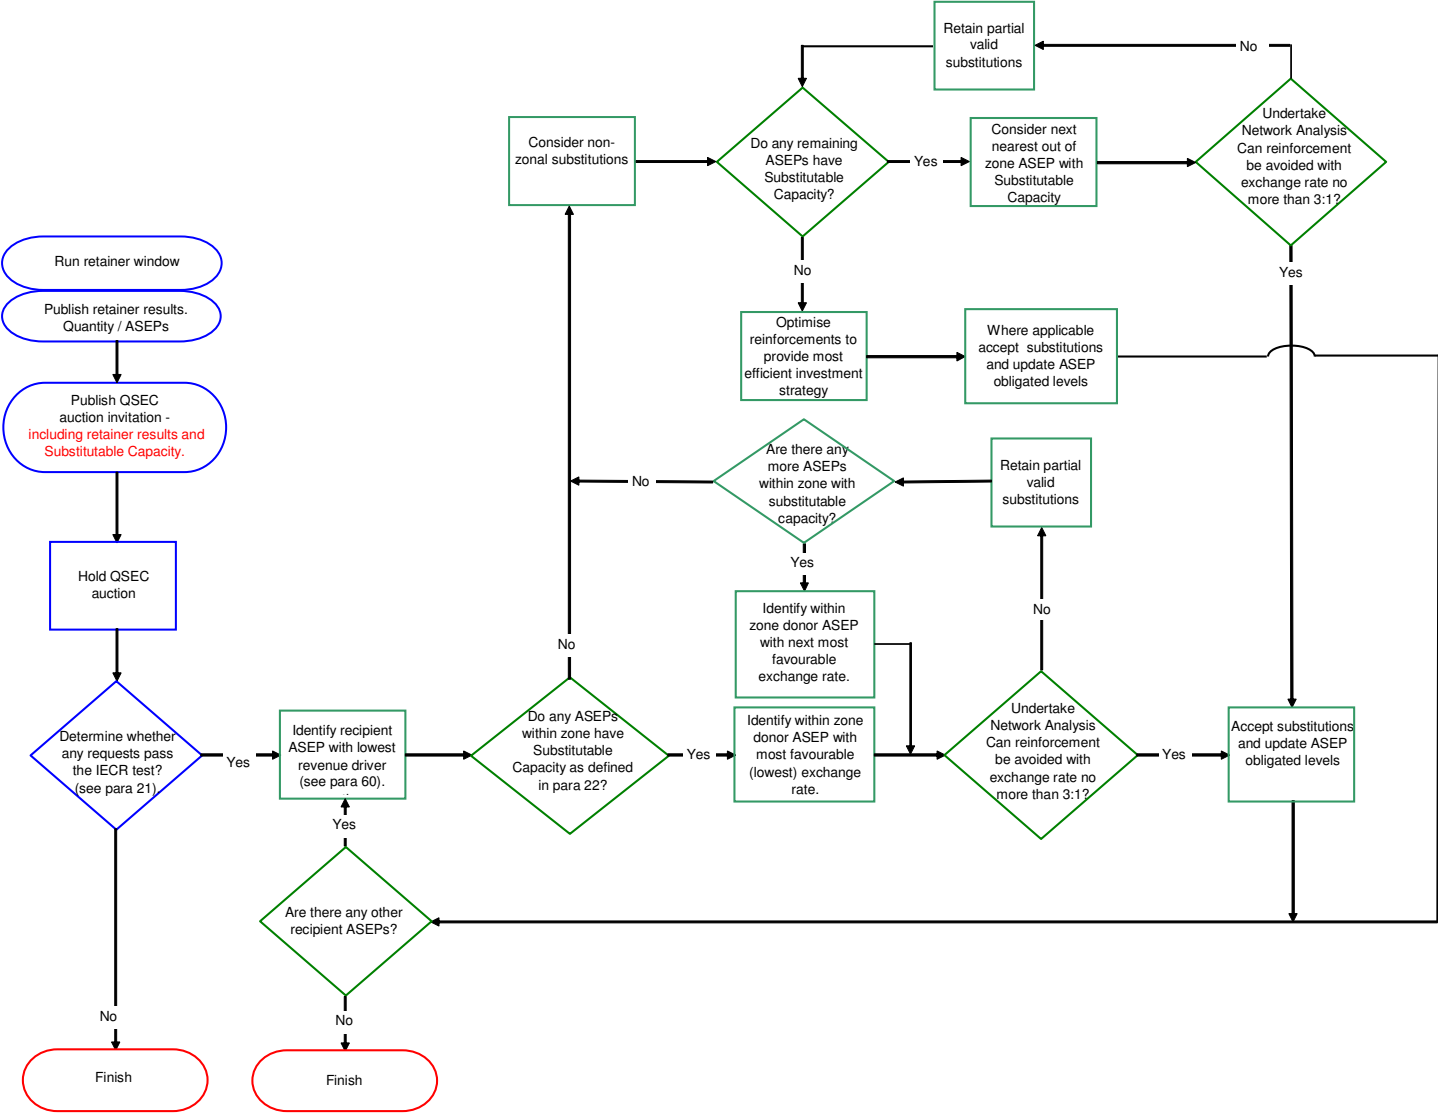 Retain partial
valid
substitutions
No
Undertake
Network Analysis
Can reinforcement
be avoided with
exchange rate no
more than 3:1?
Consider non-
zonal substitutions
Do any remaining
ASEPs have
Substitutable
Capacity?
Yes
Consider next
nearest out of
zone ASEP with
Substitutable
Capacity
No
Yes
Run retainer window
Publish retainer results.
Quantity / ASEPs
Optimise
reinforcements to
provide most
efficient investment
strategy
Where applicable
accept  substitutions
and update ASEP
obligated levels
Publish QSEC
auction invitation -
including retainer results and
Substitutable Capacity.
No
Are there any
more ASEPs
within zone with
substitutable
capacity?
Retain partial
valid
substitutions
Yes
Hold QSEC
auction
Identify within
zone donor ASEP
with next most
favourable
exchange rate.
No
No
Determine whether
any requests pass
the IECR test?
(see para 21)
Yes
Identify recipient
ASEP with lowest
revenue driver
(see para 60).
Do any ASEPs
within zone have
Substitutable
Capacity as defined
in para 22?
Yes
Identify within zone
donor ASEP with
most favourable
(lowest) exchange
rate.
Undertake
Network Analysis
Can reinforcement
be avoided with
exchange rate no
more than 3:1?
Yes
Accept substitutions
and update ASEP
obligated levels
Yes
Are there any other
recipient ASEPs?
No
No
Finish
Finish